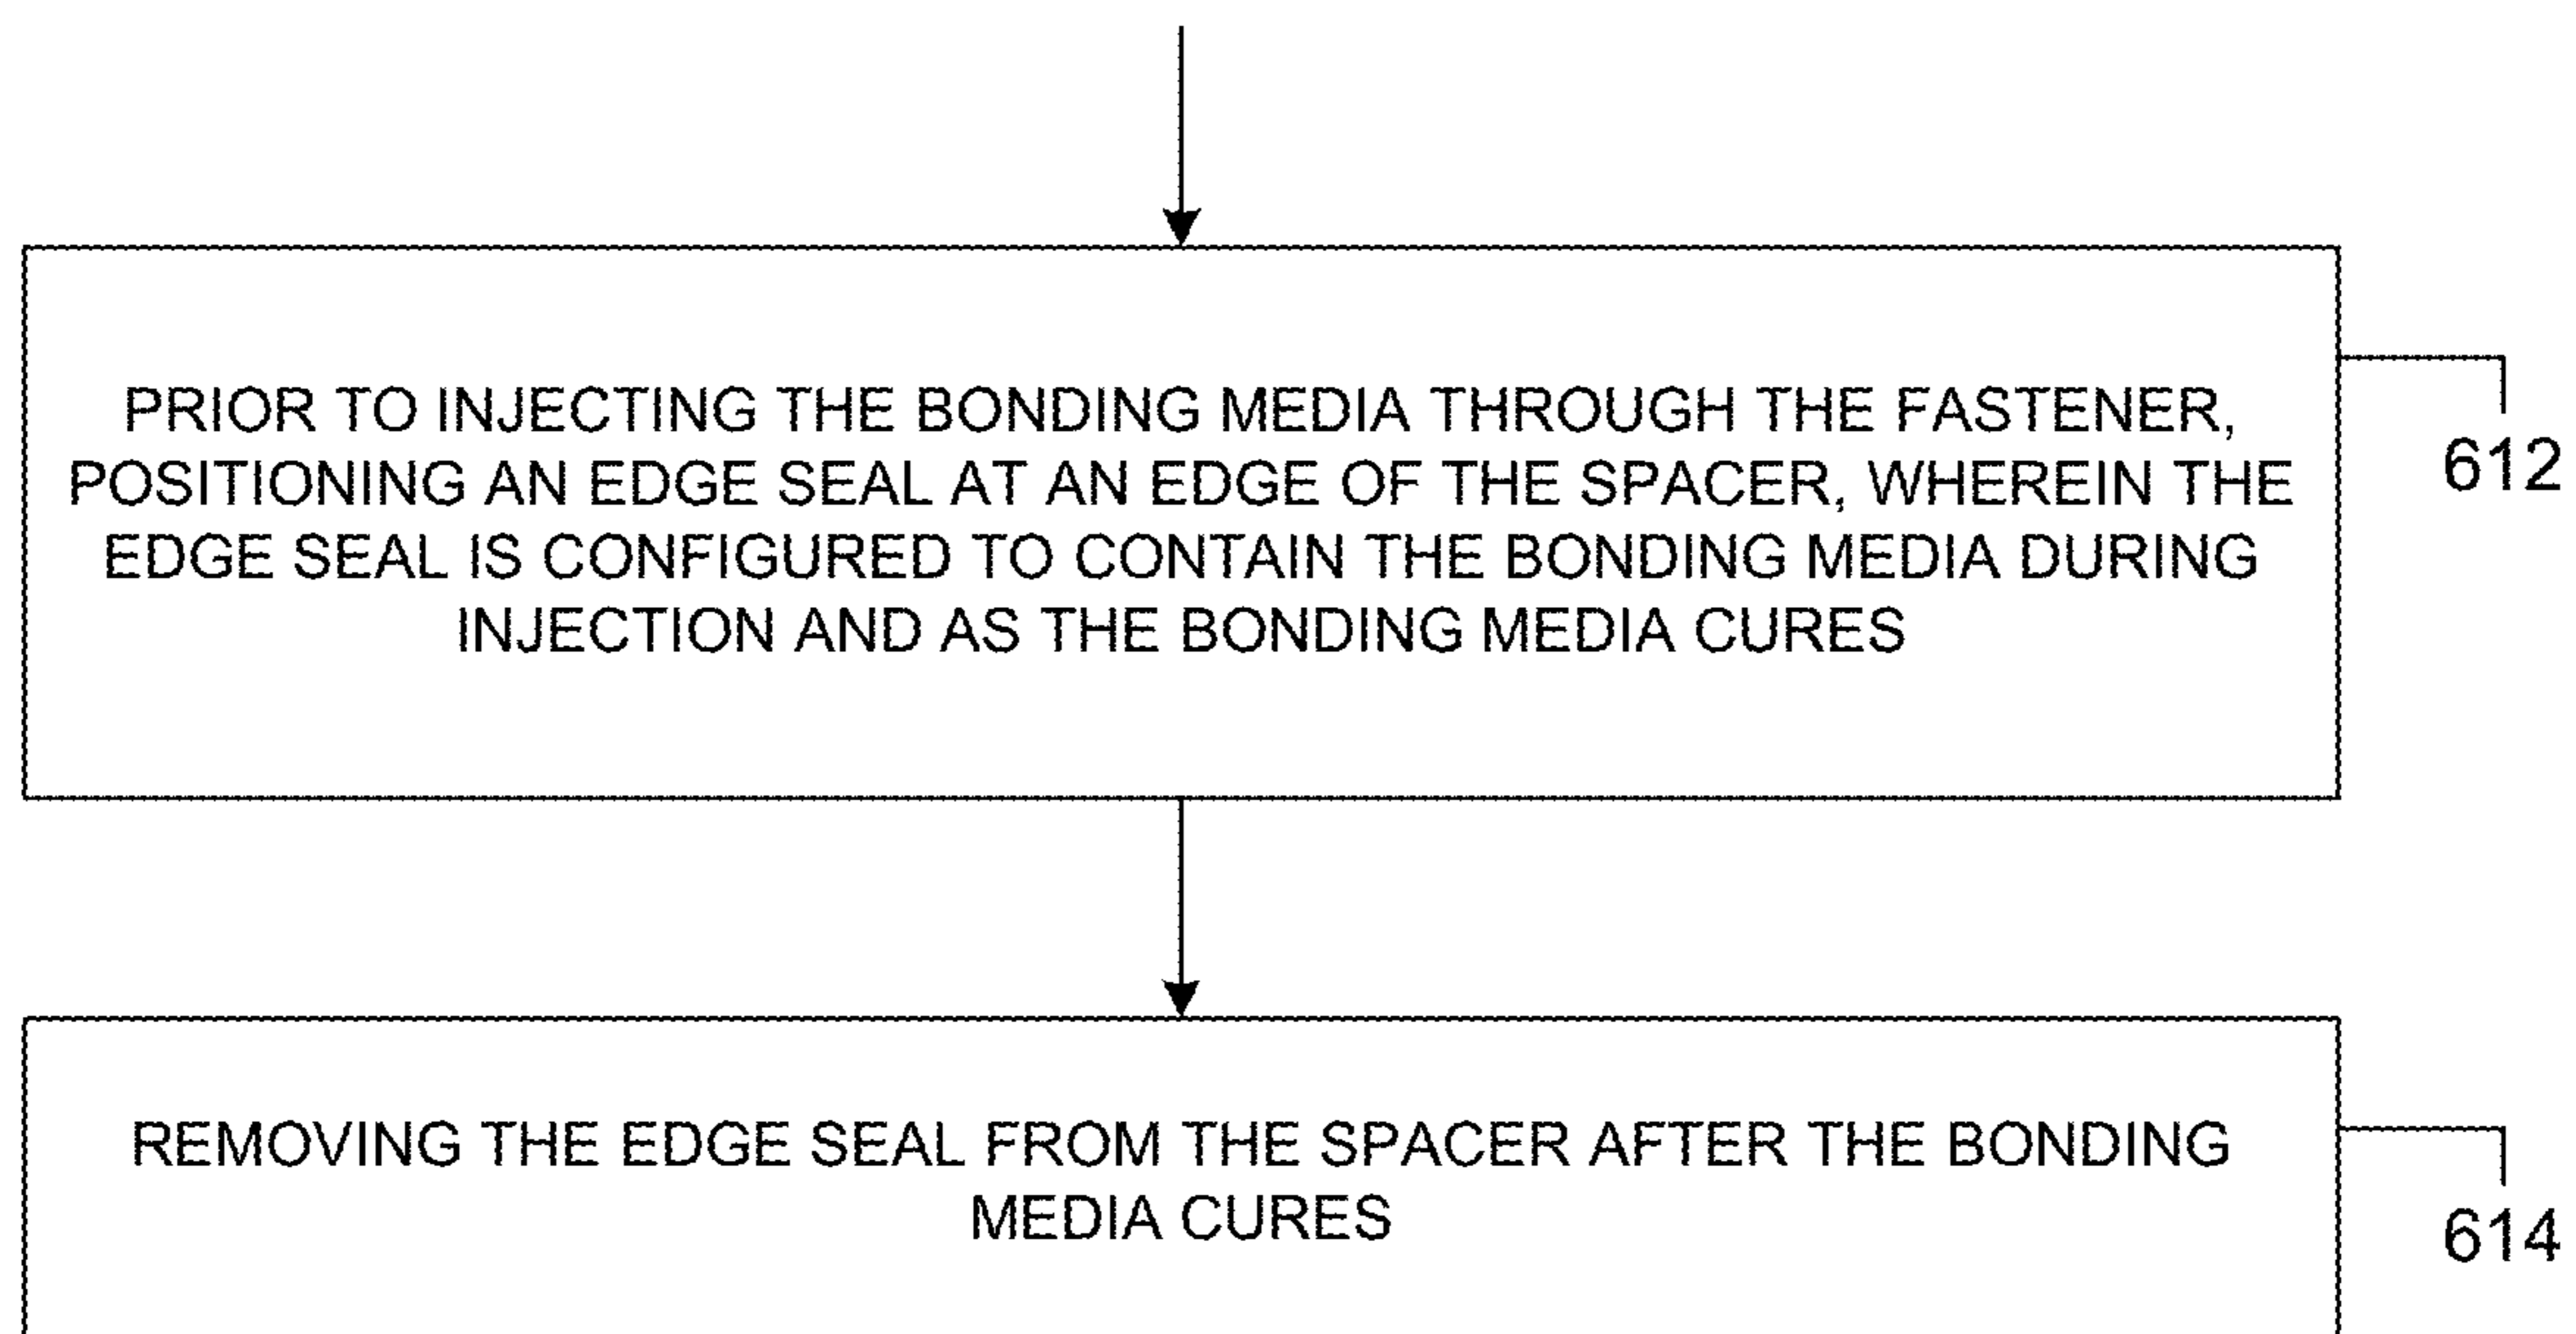 PRIOR TO INJECTING THE BONDING MEDIA THROUGH THE FASTENER,
POSITIONING AN EDGE SEAL AT AN EDGE OF THE SPACER, WHEREIN THE
EDGE SEAL IS CONFIGURED TO CONTAIN THE BONDING MEDIA DURING
INJECTION AND AS THE BONDING MEDIA CURES
612
REMOVING THE EDGE SEAL FROM THE SPACER AFTER THE BONDING
MEDIA CURES
614